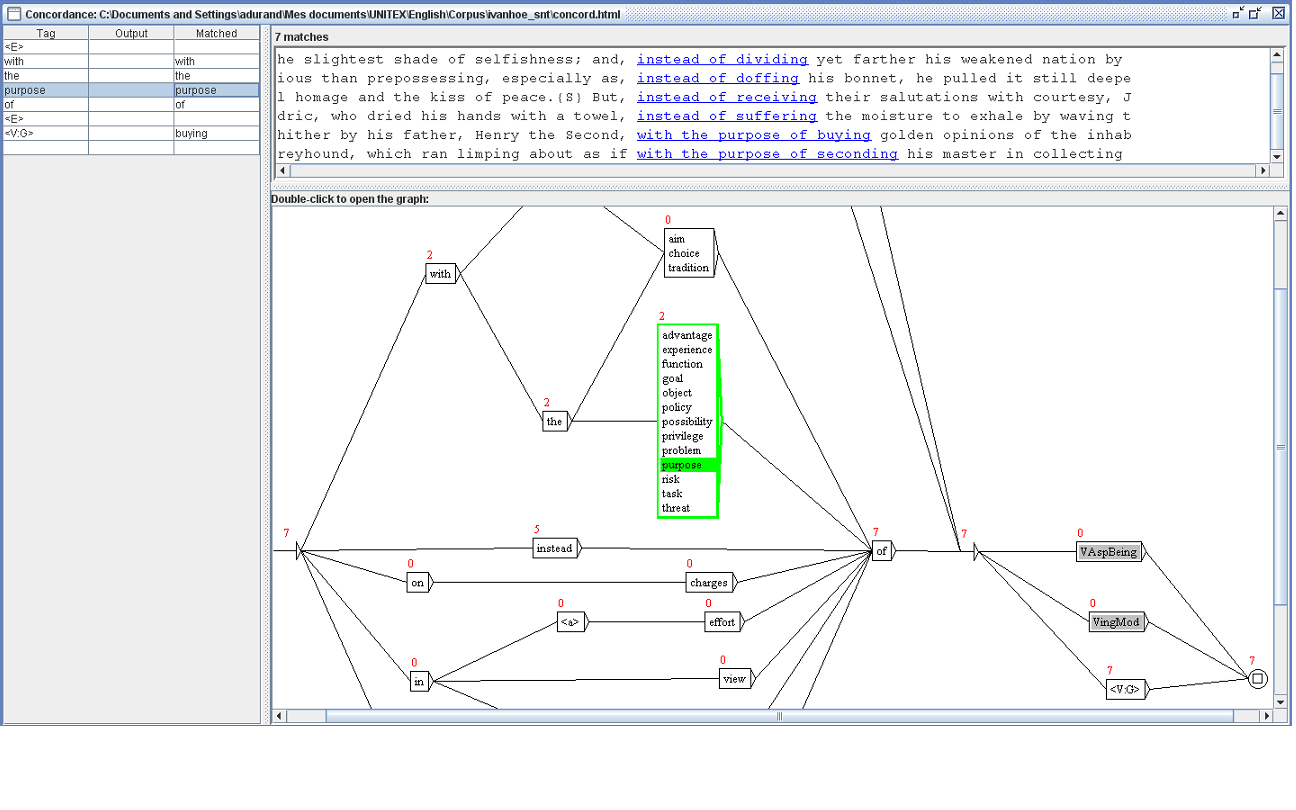 Concordance: C:\Documents and Settings\adurand\Mes documents\UNITEX\English\Corpus\ivanhoe_snt\concord.html
Tag Output Matched
<E>
with with
the the
purpose purpose
of of
<E>
<V:G> buying
7 matches
he slightest shade of selfishness; and, instead of dividing yet farther his weakened nation by
ious than prepossessing, especially as, instead of doffing his bonnet, he pulled it still deepe
l homage and the kiss of peace.{S} But, instead of receiving their salutations with courtesy, J
dric, who dried his hands with a towel, instead of suffering the moisture to exhale by waving t
hither by his father, Henry the Second, with the purpose of buying golden opinions of the inhab
reyhound, which ran limping about as if with the purpose of seconding his master in collecting
Double-click to open the graph:
0
aim
choice
tradition
2
with
2
advantage
experience
function
goal
object
policy
possibility
privilege
problem
purpose
risk
task
threat
2
the
7
5
instead
7
of
7
0
VAspBeing
0
on
0
charges
0
<a>
0
effort
0
VingMod
0
in
0
view
7
<V:G>
7